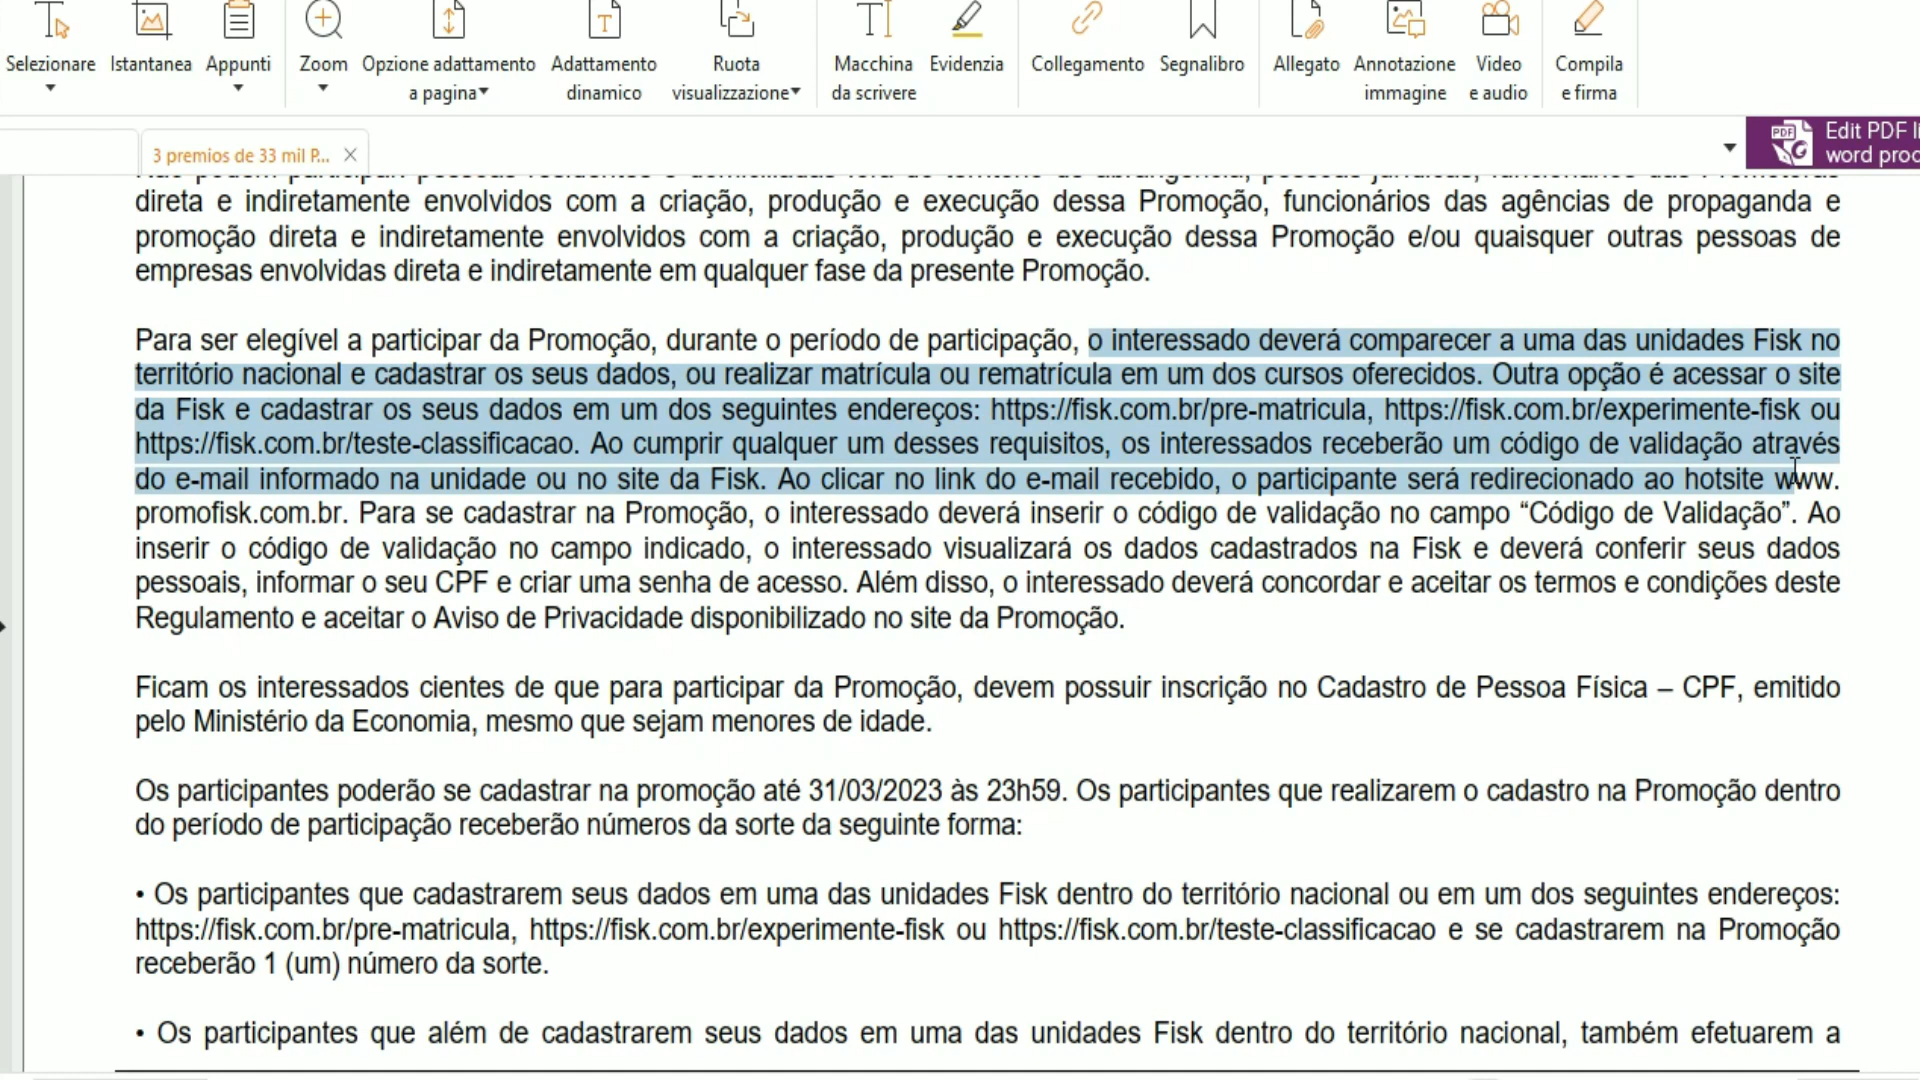 Selezionare Istantanea Appunti Zoom Opzione adattamento Adattamento Ruota Macchina Evidenzia Collegamento Segnalibro Allegato Annotazione Video Compila
a pagina dinamico visualizzazione da scrivere immagine e audio e firma
Edit PDF li
3 premios de 33 mil P... word proc
direta e indiretamente envolvidos com a criação, produção e execução dessa Promoção, funcionários das agências de propaganda e
promoção direta e indiretamente envolvidos com a criação, produção e execução dessa Promoção e/ou quaisquer outras pessoas de
empresas envolvidas direta e indiretamente em qualquer fase da presente Promoção.
Para ser elegível a participar da Promoção, durante o período de participação, o interessado deverá comparecer a uma das unidades Fisk no
território nacional e cadastrar os seus dados, ou realizar matrícula ou rematrícula em um dos cursos oferecidos. Outra opção é acessar o site
da Fisk e cadastrar os seus dados em um dos seguintes endereços: https://fisk.com.br/pre-matricula, https://fisk.com.br/experimente-fisk ou
https://fisk.com.br/teste-classificacao. Ao cumprir qualquer um desses requisitos, os interessados receberão um código de validação através
do e-mail informado na unidade ou no site da Fisk. Ao clicar no link do e-mail recebido, o participante será redirecionado ao hotsite www.
promofisk.com.br. Para se cadastrar na Promoção, o interessado deverá inserir o código de validação no campo “Código de Validação”. Ao
inserir o código de validação no campo indicado, o interessado visualizará os dados cadastrados na Fisk e deverá conferir seus dados
pessoais, informar o seu CPF e criar uma senha de acesso. Além disso, o interessado deverá concordar e aceitar os termos e condições deste
Regulamento e aceitar o Aviso de Privacidade disponibilizado no site da Promoção.
Ficam os interessados cientes de que para participar da Promoção, devem possuir inscrição no Cadastro de Pessoa Física – CPF, emitido
pelo Ministério da Economia, mesmo que sejam menores de idade.
Os participantes poderão se cadastrar na promoção até 31/03/2023 às 23h59. Os participantes que realizarem o cadastro na Promoção dentro
do período de participação receberão números da sorte da seguinte forma:
• Os participantes que cadastrarem seus dados em uma das unidades Fisk dentro do território nacional ou em um dos seguintes endereços:
https://fisk.com.br/pre-matricula, https://fisk.com.br/experimente-fisk ou https://fisk.com.br/teste-classificacao e se cadastrarem na Promoção
receberão 1 (um) número da sorte.
• Os participantes que além de cadastrarem seus dados em uma das unidades Fisk dentro do território nacional, também efetuarem a